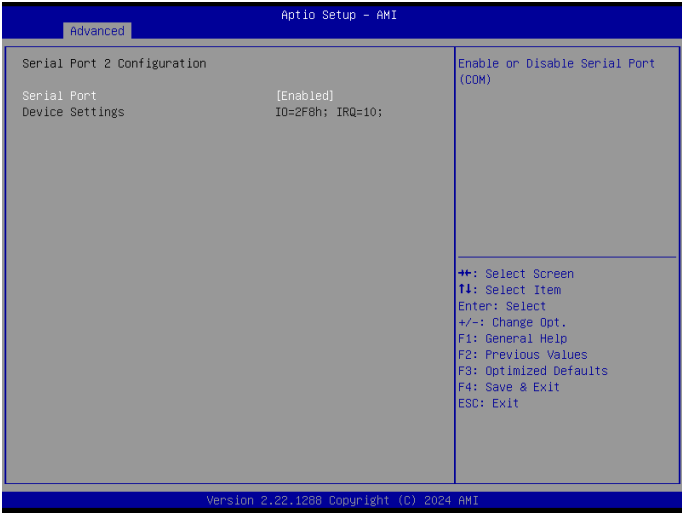 Aptio Setup – AMI
Advanced
Serial Port 2 Configuration
Serial Port [Enabled]
Device Settings IO=2F8h; IRQ=10;
Enable or Disable Serial Port
(COM)
→←: Select Screen
↑↓: Select Item
Enter: Select
+/-: Change Opt.
F1: General Help
F2: Previous Values
F3: Optimized Defaults
F4: Save & Exit
ESC: Exit
Version 2.22.1288 Copyright (C) 2024 AMI